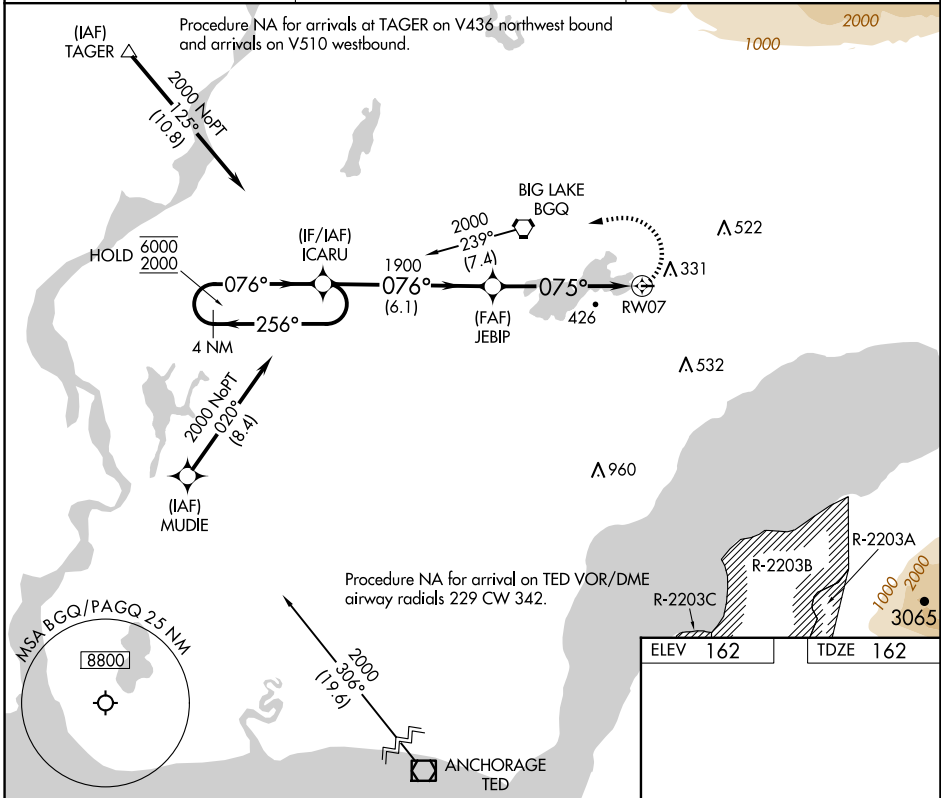 Procedure NA for arrivals at TAGER on V436 northwest bound
and arrivals on V510 westbound.
2000
1000
(IAF)
TAGER
2000 NoPT
125°
(10.8)
BIG LAKE
BGQ
2000
239°
(7.4)
522
331
HOLD
6000
2000
(IF/IAF)
ICARU
076°
256°
4 NM
1900
076°
(6.1)
(FAF)
JEBIP
075°
426
RW07
532
2000 NoPT
020°
(8.4)
(IAF)
MUDIE
960
Procedure NA for arrival on TED VOR/DME
airway radials 229 CW 342.
R-2203A
R-2203B
R-2203C
1000
2000
3065
MSA BGQ/PAGQ 25 NM
8800
2000
306°
(19.6)
ANCHORAGE
TED
ELEV 162
TDZE 162